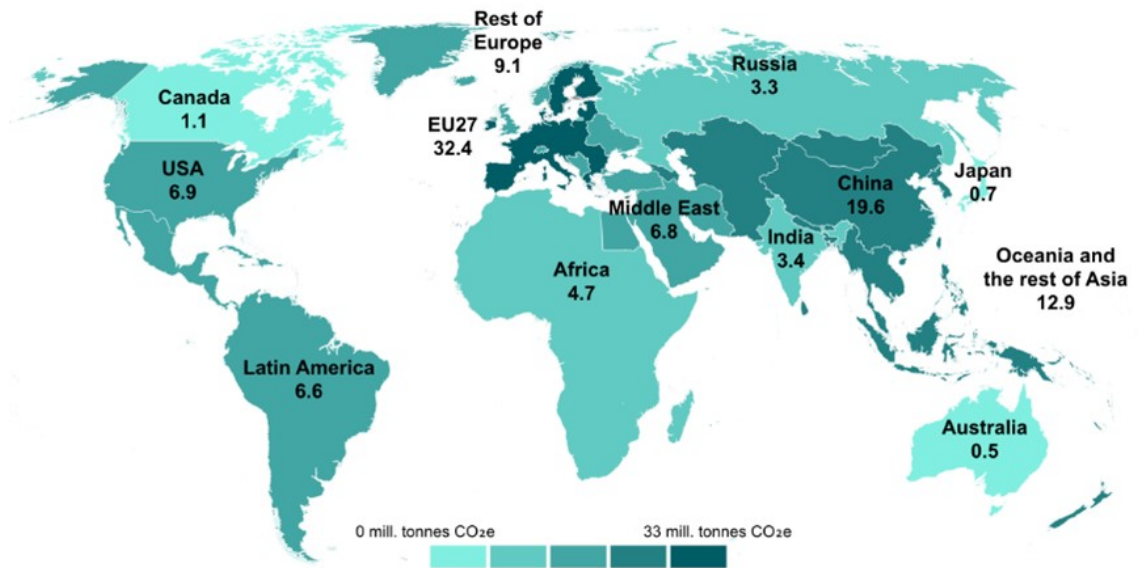 Rest of
Europe
9.1
Russia
3.3
Canada
1.1
EU27
32.4
USA
6.9
Japan
0.7
China
19.6
Middle East
6.8
India
3.4
Africa
4.7
Oceania and
the rest of Asia
12.9
Latin America
6.6
Australia
0.5
0 mill. tonnes CO₂e
33 mill. tonnes CO₂e